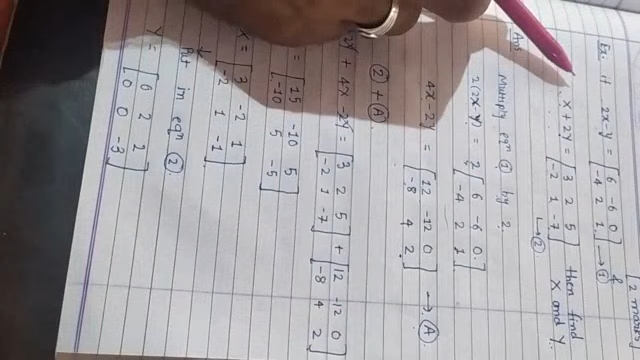 [2 marks]
Ex. if 2x-y = [6 -6 0
-4 2 1] → ① &
x + 2y = [3 2 5
-2 1 -7] then find
↳ ② X and Y.
Ans Multiply eqn ① by 2.
2(2x-y) = 2[6 -6 0
-4 2 1]
4x-2y = [12 -12 0
-8 4 2] → Ⓐ
② + Ⓐ
+ 4x - 2y = [3 2 5
-2 1 -7] + [12 -12 0
-8 4 2]
= [15 -10 5
-10 5 -5]
X = [3 -2 1
-2 1 -1]
↓
Put in eqn ②.
Y = [0 2 2
0 0 -3]